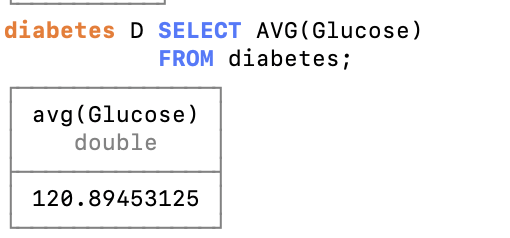 diabetes D SELECT AVG(Glucose)
FROM diabetes;
avg(Glucose)
double
120.89453125